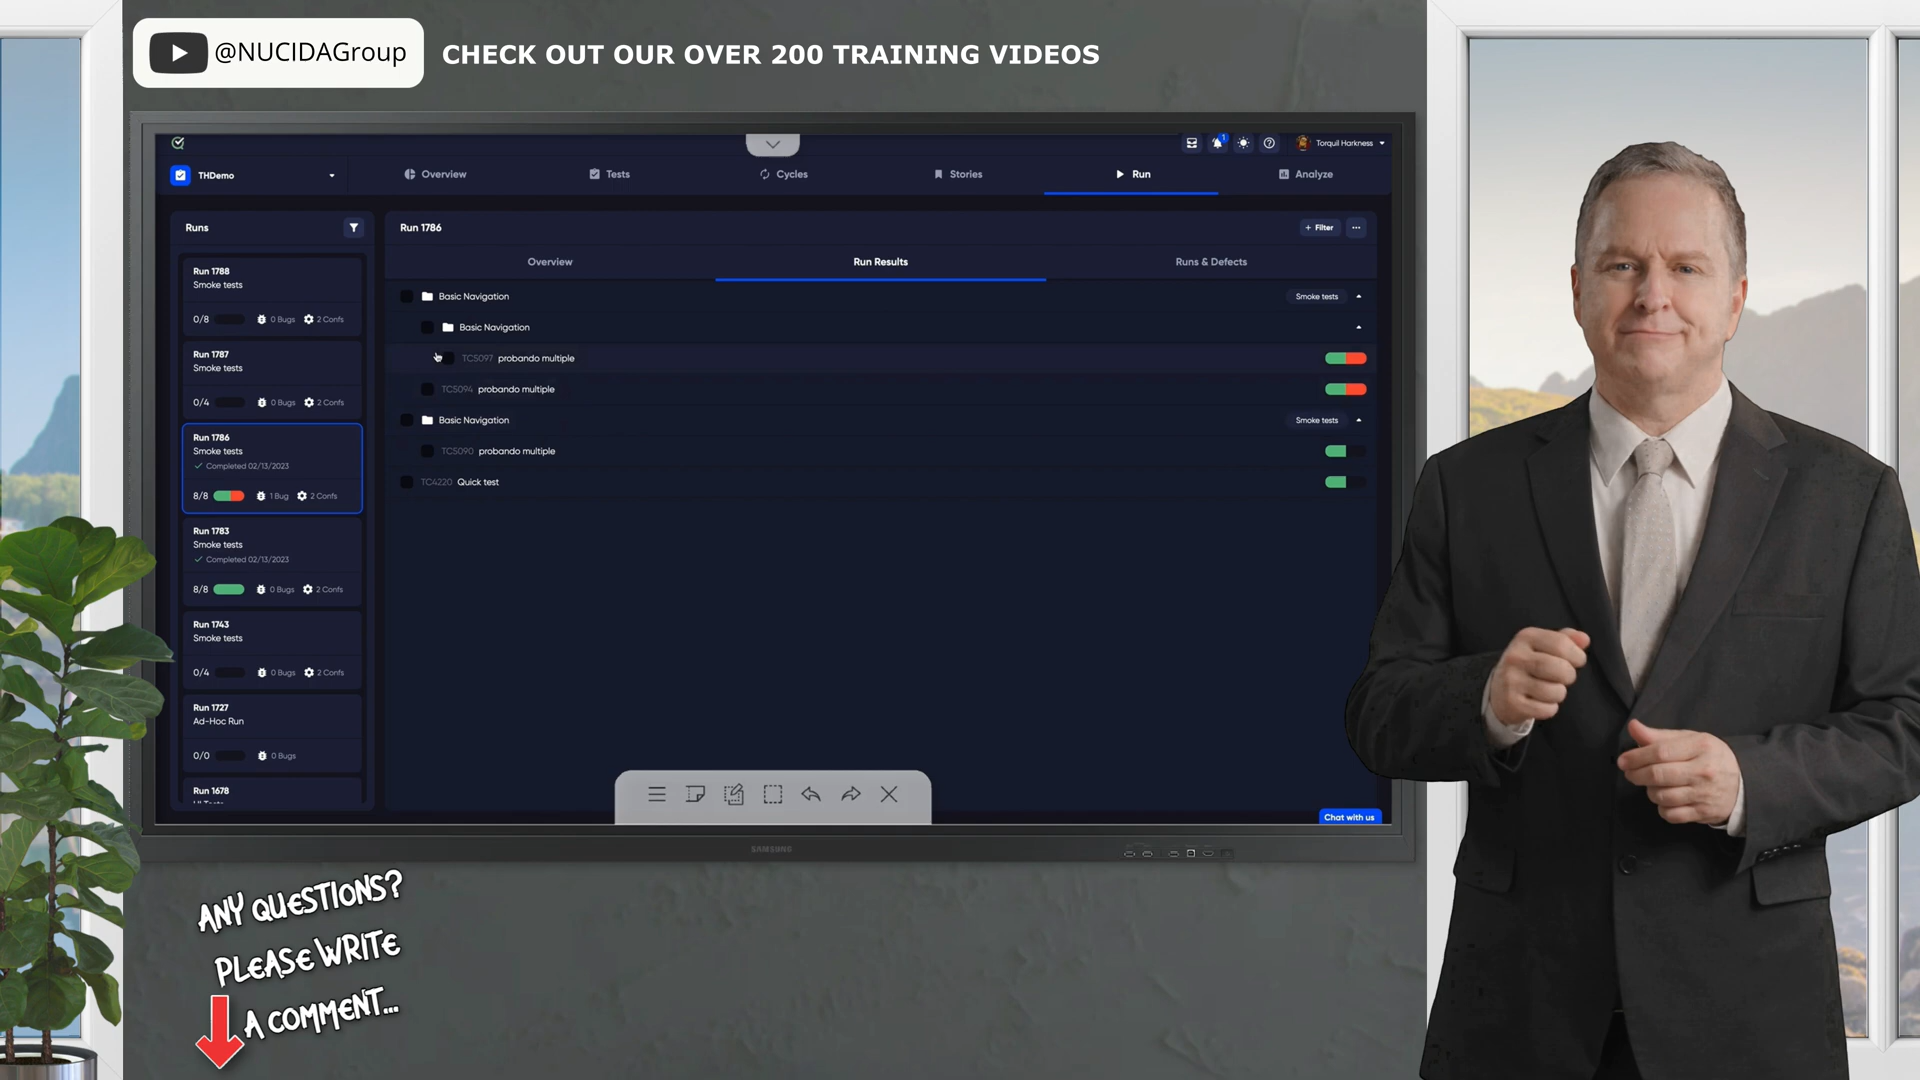 @NUCIDAGroup
CHECK OUT OUR OVER 200 TRAINING VIDEOS
1
Torquil Harkness
THDemo
Overview
Tests
Cycles
Stories
Run
Analyze
Runs
Run 1788
Smoke tests
0/8
0 Bugs
2 Confs
Run 1787
Smoke tests
0/4
0 Bugs
2 Confs
Run 1786
Smoke tests
Completed 02/13/2023
8/8
1 Bug
2 Confs
Run 1783
Smoke tests
Completed 02/13/2023
8/8
0 Bugs
2 Confs
Run 1743
Smoke tests
0/4
0 Bugs
2 Confs
Run 1727
Ad-Hoc Run
0/0
0 Bugs
Run 1678
Run 1786
+ Filter
Overview
Run Results
Runs & Defects
Basic Navigation
Smoke tests
Basic Navigation
TC5097 probando multiple
TC5094 probando multiple
Basic Navigation
Smoke tests
TC5090 probando multiple
TC4220 Quick test
Chat with us
SAMSUNG
ANY QUESTIONS?
PLEASE WRITE
A COMMENT...